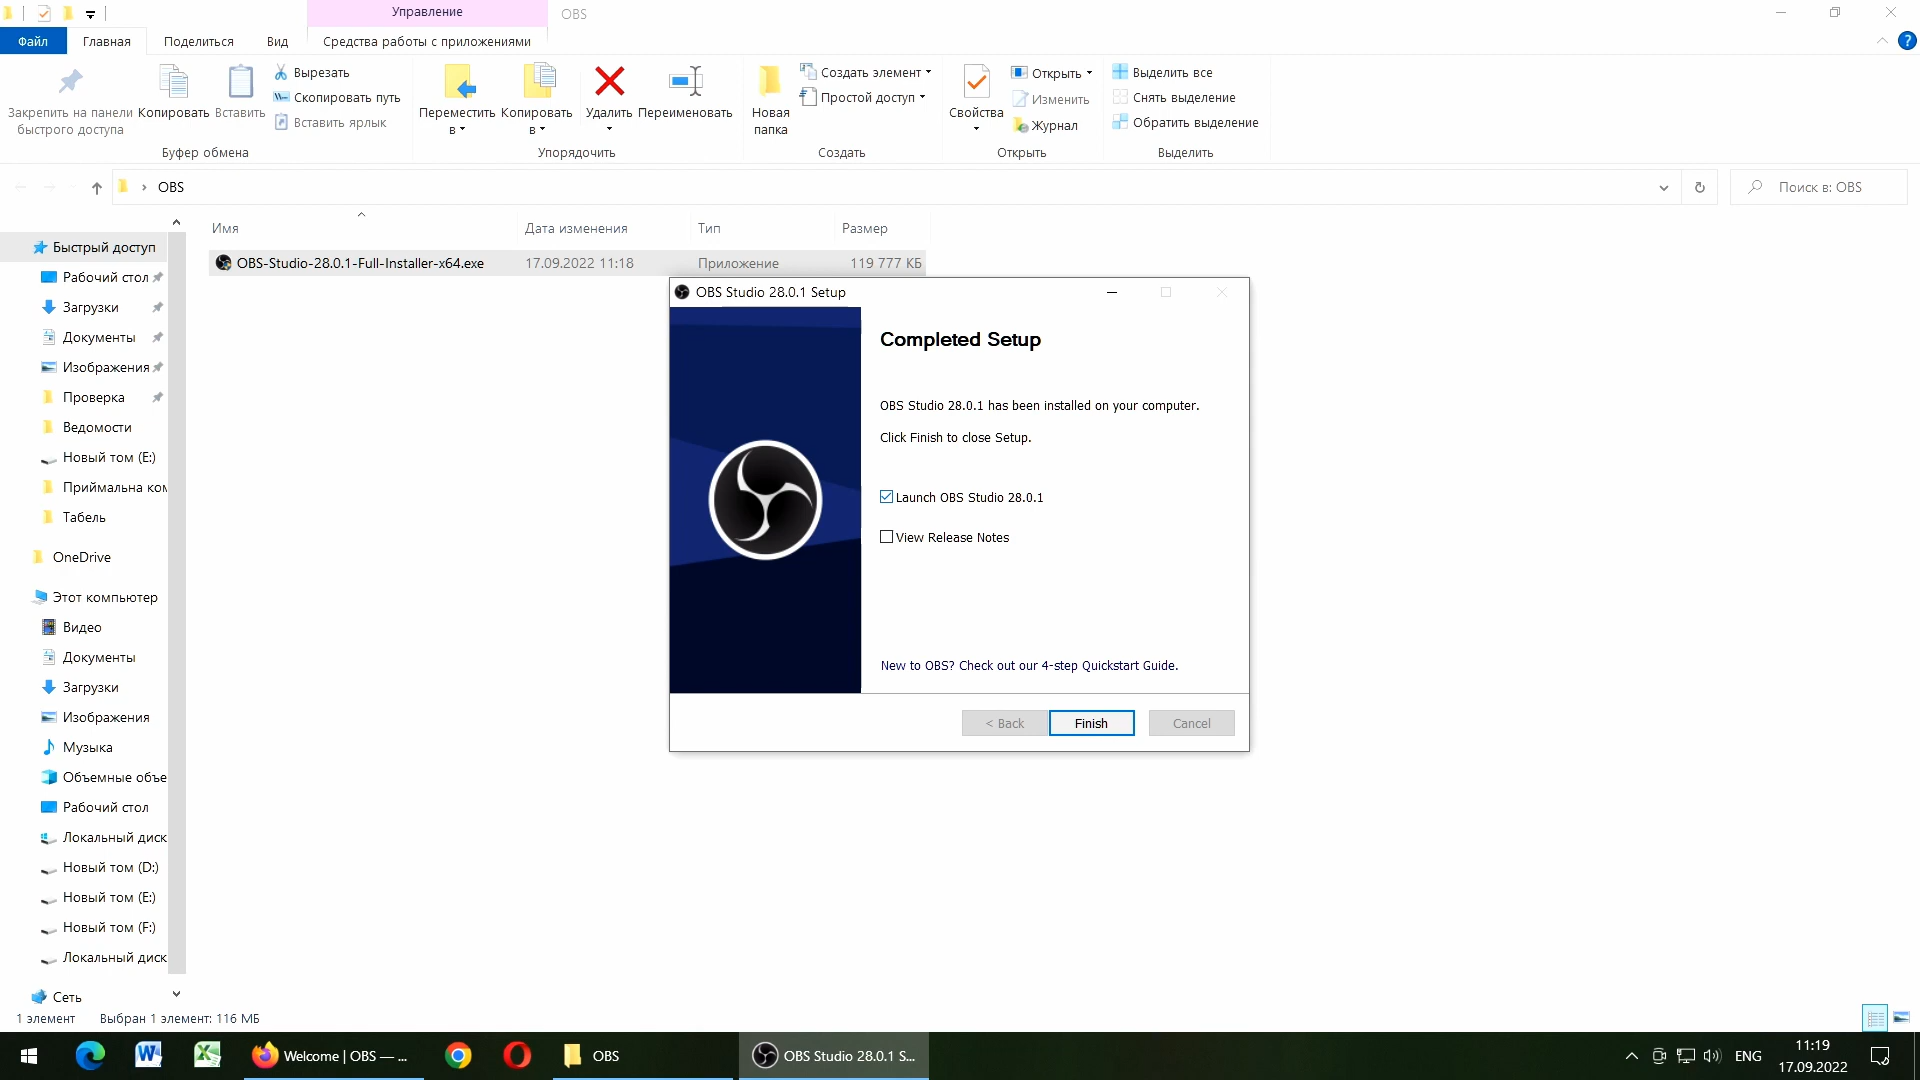 Управление
OBS
Файл
Главная
Поделиться
Вид
Средства работы с приложениями
Закрепить на панели быстрого доступа
Копировать
Вставить
Вырезать
Скопировать путь
Вставить ярлык
Буфер обмена
Переместить в
Копировать в
Удалить
Переименовать
Упорядочить
Новая папка
Создать элемент
Простой доступ
Создать
Свойства
Открыть
Изменить
Журнал
Открыть
Выделить все
Снять выделение
Обратить выделение
Выделить
OBS
Поиск в: OBS
Имя
Дата изменения
Тип
Размер
OBS-Studio-28.0.1-Full-Installer-x64.exe
17.09.2022 11:18
Приложение
119 777 КБ
Быстрый доступ
Рабочий стол
Загрузки
Документы
Изображения
Проверка
Ведомости
Новый том (E:)
Приймальна ком
Табель
OneDrive
Этот компьютер
Видео
Документы
Загрузки
Изображения
Музыка
Объемные объе
Рабочий стол
Локальный диск
Новый том (D:)
Новый том (E:)
Новый том (F:)
Локальный диск
Сеть
OBS Studio 28.0.1 Setup
Completed Setup
OBS Studio 28.0.1 has been installed on your computer.
Click Finish to close Setup.
Launch OBS Studio 28.0.1
View Release Notes
New to OBS? Check out our 4-step Quickstart Guide.
< Back
Finish
Cancel
1 элемент
Выбран 1 элемент: 116 МБ
Welcome | OBS — ...
OBS
OBS Studio 28.0.1 S...
ENG
11:19
17.09.2022